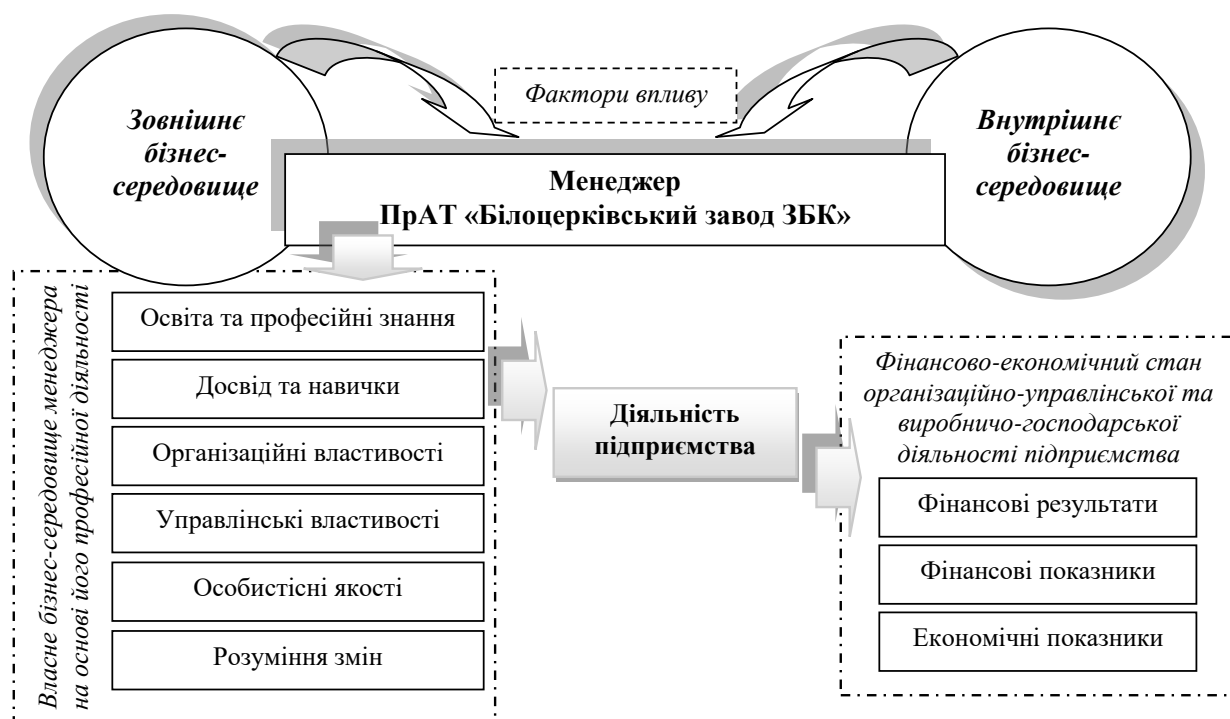 Зовнішнє
бізнес-
середовище
Фактори впливу
Внутрішнє
бізнес-
середовище
Менеджер
ПрАТ «Білоцерківський завод ЗБК»
Власне бізнес-середовище менеджера
на основі його професійної діяльності
Освіта та професійні знання
Досвід та навички
Організаційні властивості
Управлінські властивості
Особистісні якості
Розуміння змін
Діяльність
підприємства
Фінансово-економічний стан
організаційно-управлінської та
виробничо-господарської
діяльності підприємства
Фінансові результати
Фінансові показники
Економічні показники